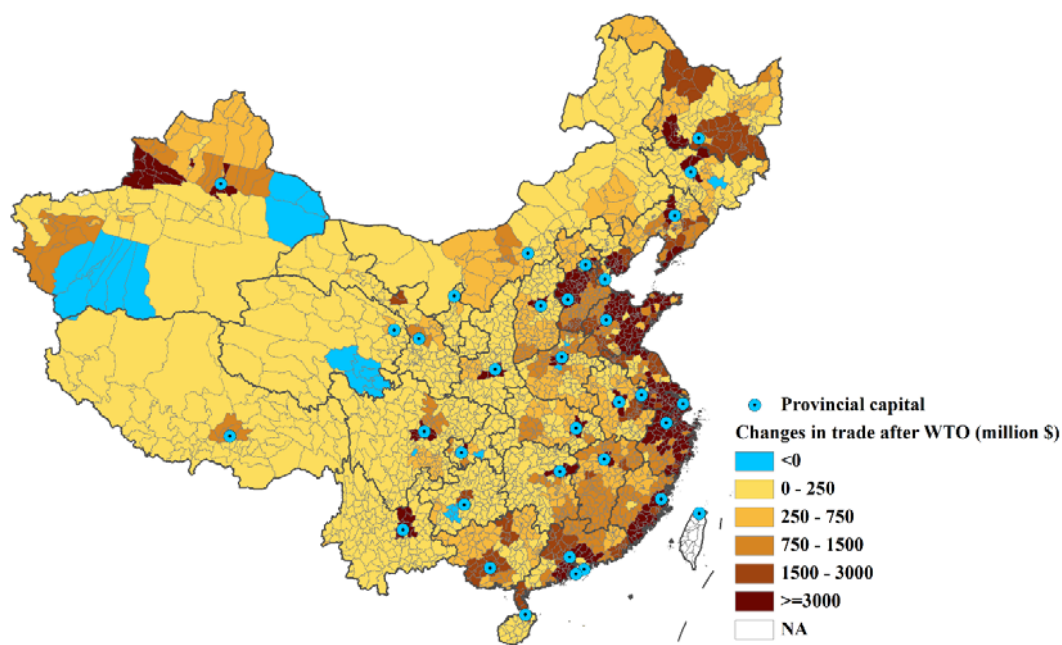 Provincial capital
Changes in trade after WTO (million $)
<0
0 - 250
250 - 750
750 - 1500
1500 - 3000
>=3000
NA